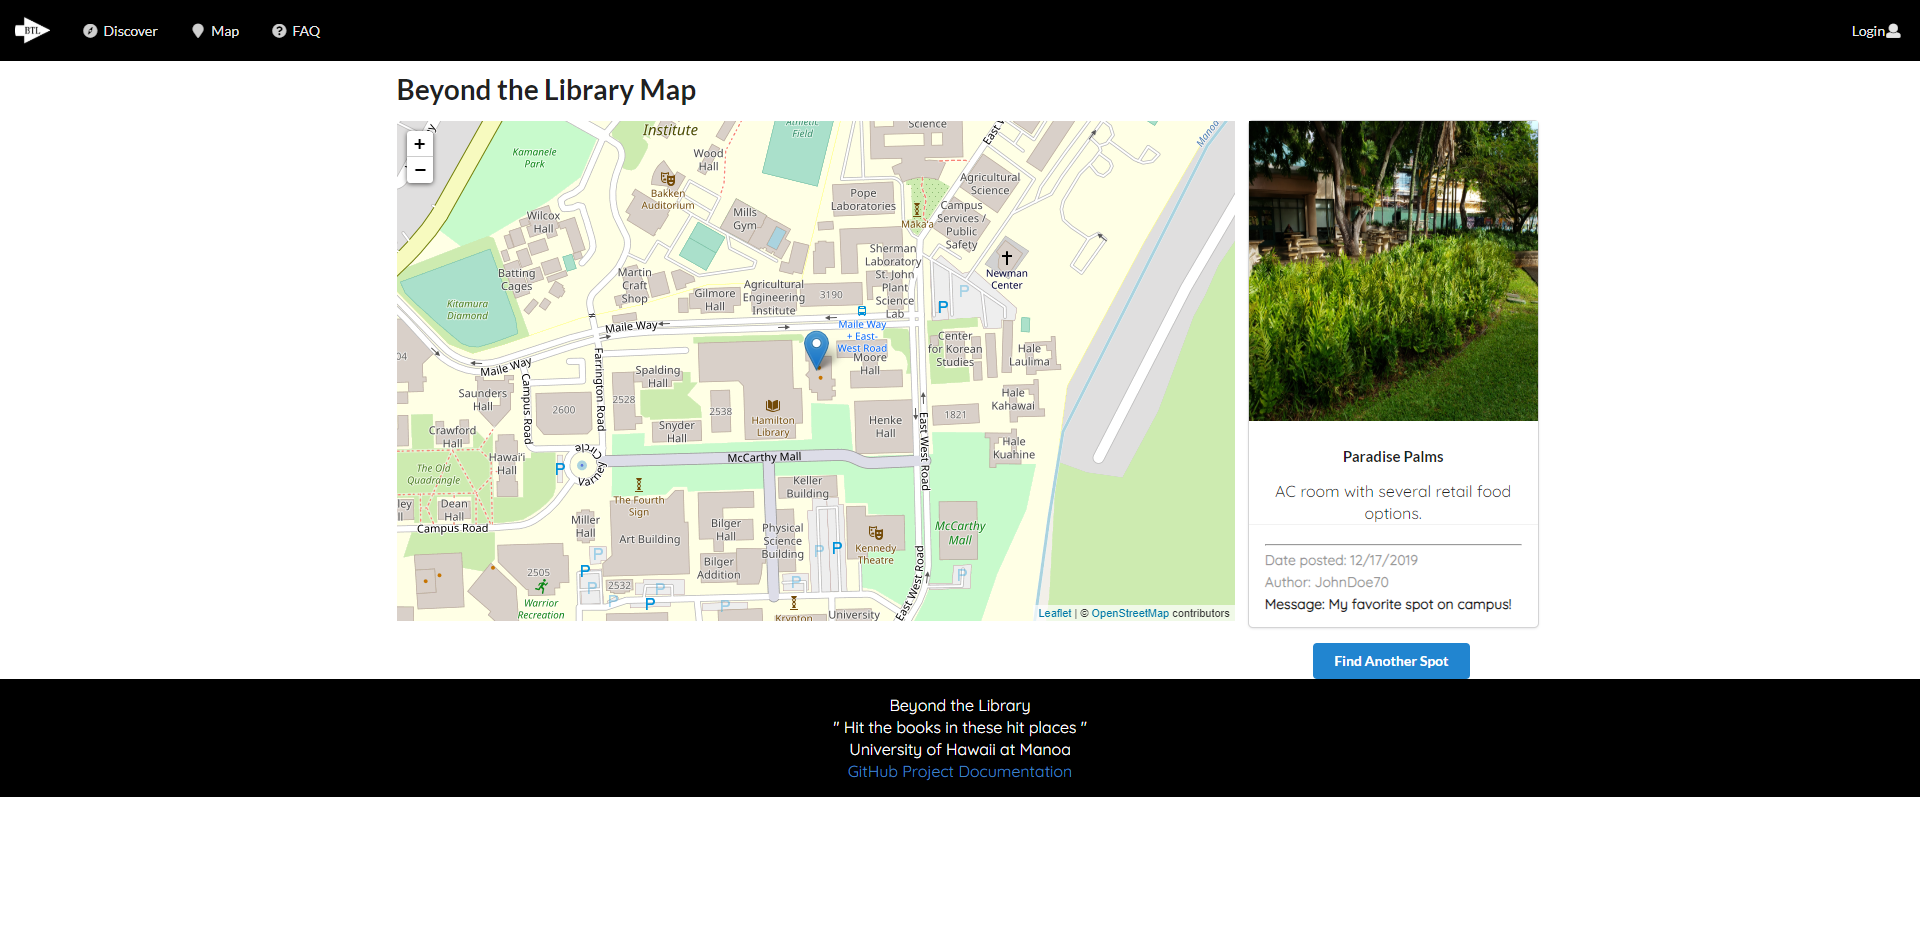 BTL
Discover
Map
FAQ
Login
Beyond the Library Map
+
−
Institute
Athletic
Field
Science
East W
Manoa
Kamanele
Park
Wood
Hall
Bakken
Auditorium
Pope
Laboratories
Agricultural
Science
Mills
Gym
Maka'a
Campus
Services /
Public
Safety
Wilcox
Hall
Sherman
Laboratory
St. John
Plant
Science
Lab
Newman
Center
Batting
Cages
Martin
Craft
Shop
Gilmore
Hall
Agricultural
Engineering
Institute
3190
Kitamura
Diamond
P
P
Maile Way
Maile Way
+ East-
West Road
Moore
Hall
Center
for Korean
Studies
Hale
Laulima
04
Maile Way
Campus Road
Farrington Road
Spalding
Hall
Saunders
Hall
2600
2528
2538
Hamilton
Library
Snyder
Hall
Henke
Hall
1821
Hale
Kahawai
East West Road
Crawford
Hall
Hawai'i
Hall
The Old
Quadrangle
Varney Circle
P
McCarthy Mall
Hale
Kuahine
Keller
Building
The Fourth
Sign
ley
ll
Dean
Hall
Campus Road
Miller
Hall
Art Building
Bilger
Hall
Physical
Science
Building
Kennedy
Theatre
McCarthy
Mall
P
P
P
Bilger
Addition
2505
P
P
2532
P
P
P
P
P
P
Warrior
Recreation
Krypton
University
East West Road
Leaflet | © OpenStreetMap contributors
Paradise Palms
AC room with several retail food
options.
Date posted: 12/17/2019
Author: JohnDoe70
Message: My favorite spot on campus!
Find Another Spot
Beyond the Library
" Hit the books in these hit places "
University of Hawaii at Manoa
GitHub Project Documentation